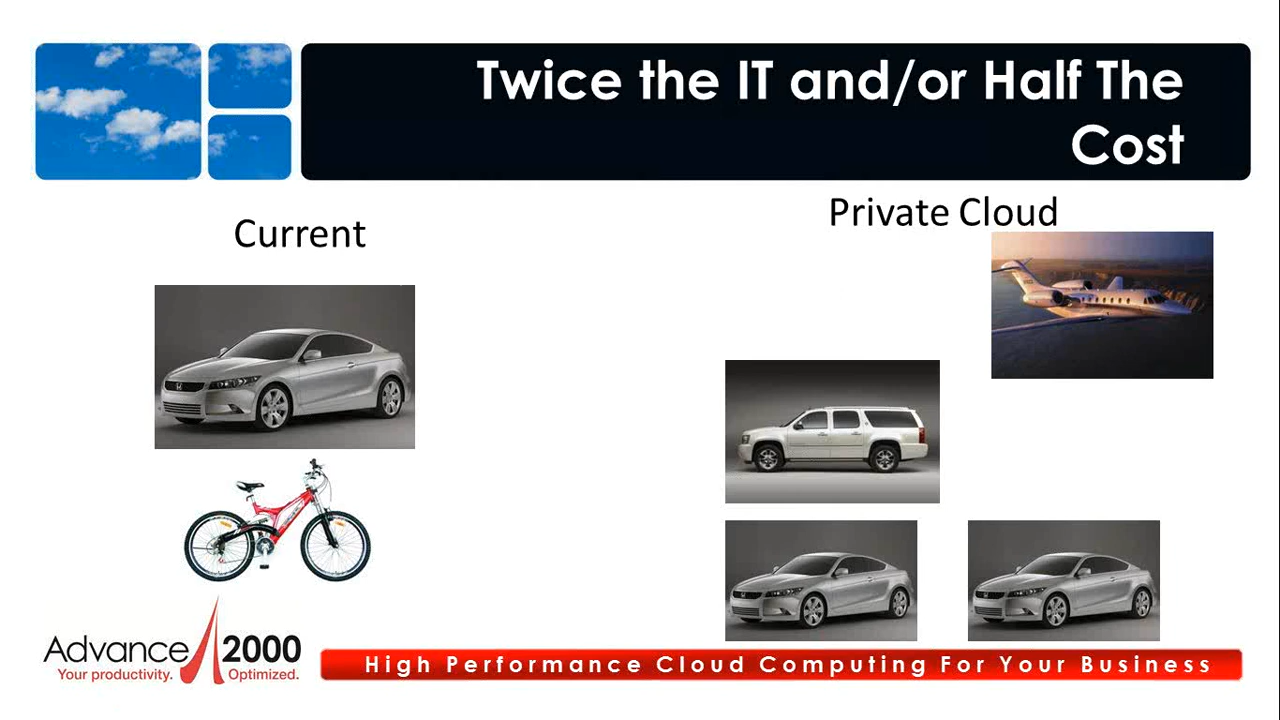 Twice the IT and/or Half The
Cost
Current
Private Cloud
Advance 2000
Your productivity. Optimized.
High Performance Cloud Computing For Your Business